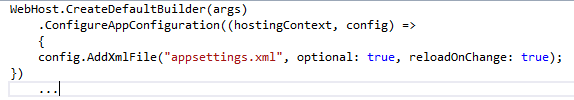 WebHost.CreateDefaultBuilder(args)
    .ConfigureAppConfiguration((hostingContext, config) =>
    {
    config.AddXmlFile("appsettings.xml", optional: true, reloadOnChange: true);
})
    ...